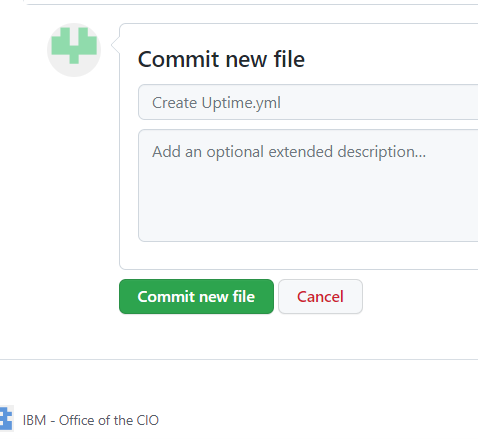 Commit new file
Create Uptime.yml
Add an optional extended description...
Commit new file
Cancel
IBM - Office of the CIO